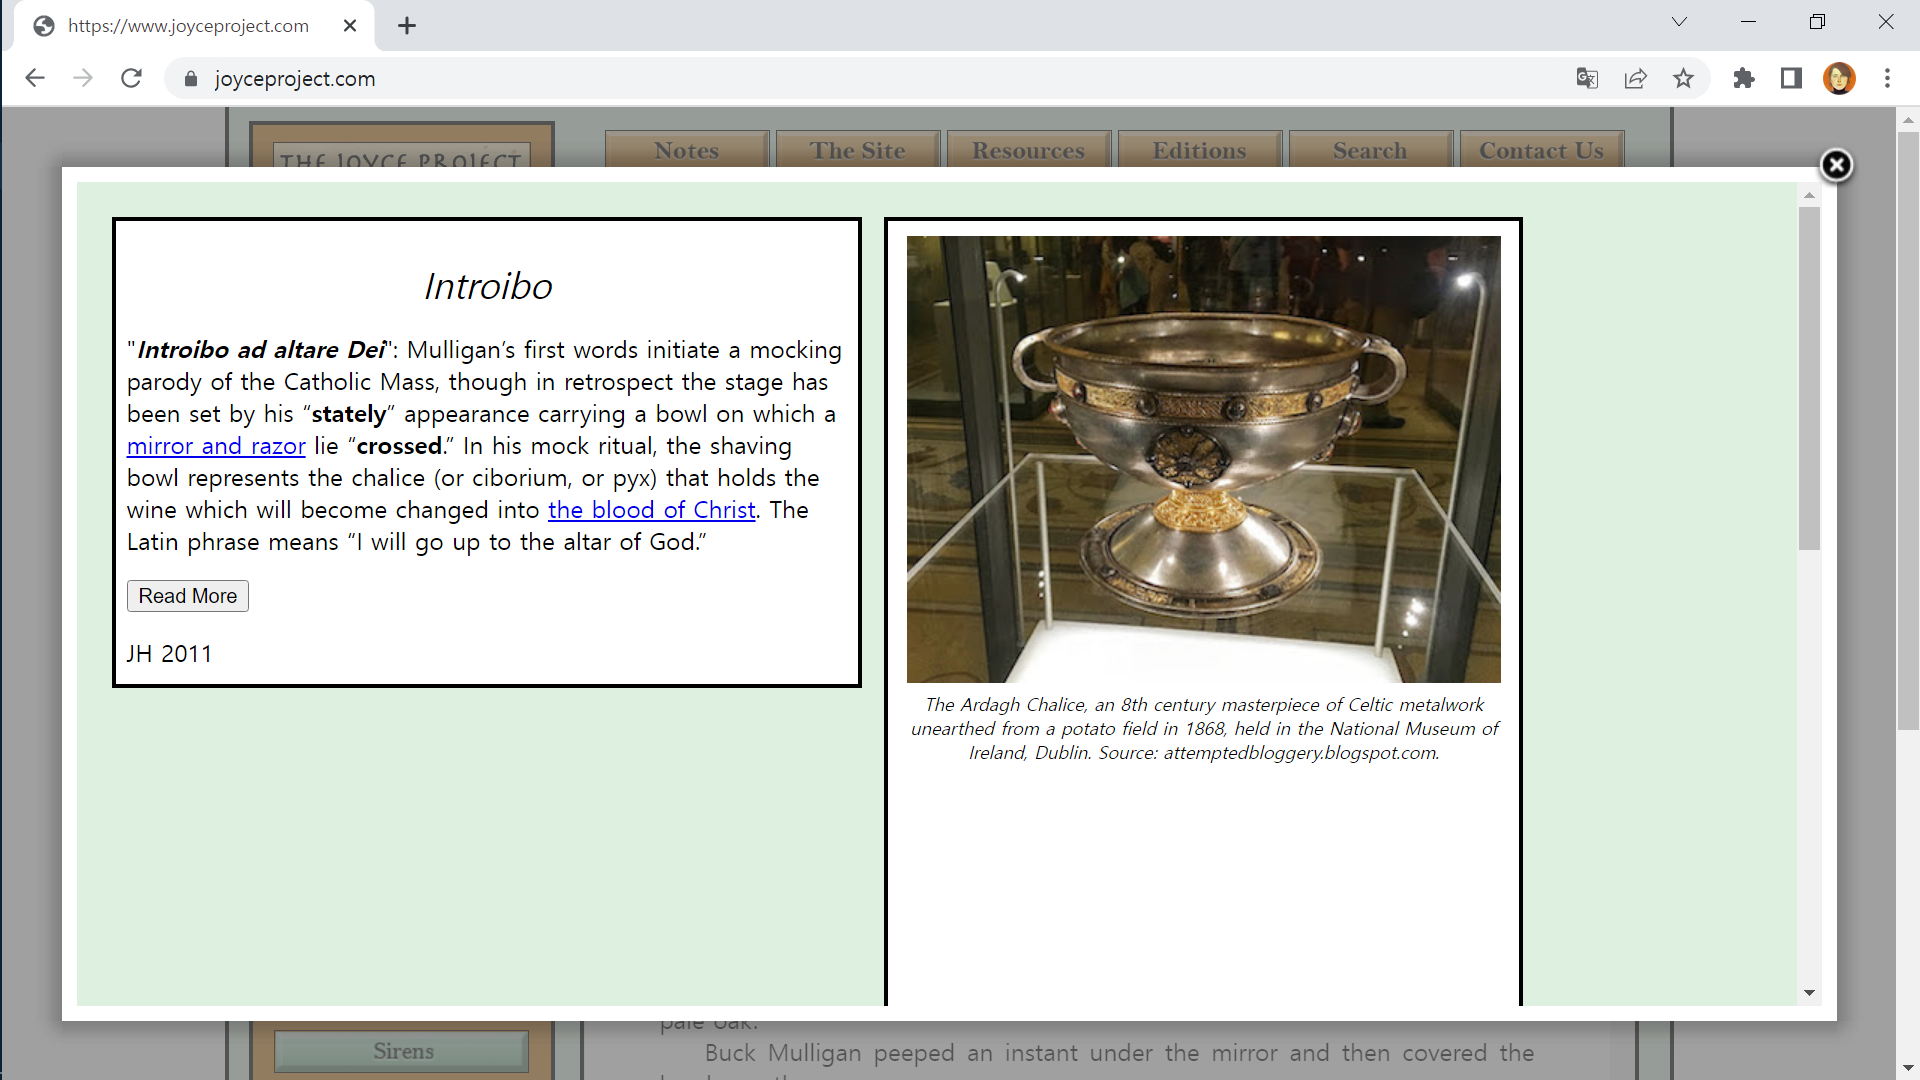 https://www.joyceproject.com
joyceproject.com
THE JOYCE PROJECT
Notes
The Site
Resources
Editions
Search
Contact Us
Introibo
"Introibo ad altare Dei": Mulligan’s first words initiate a mocking
parody of the Catholic Mass, though in retrospect the stage has
been set by his “stately” appearance carrying a bowl on which a
mirror and razor lie “crossed.” In his mock ritual, the shaving
bowl represents the chalice (or ciborium, or pyx) that holds the
wine which will become changed into the blood of Christ. The
Latin phrase means “I will go up to the altar of God.”
Read More
JH 2011
The Ardagh Chalice, an 8th century masterpiece of Celtic metalwork
unearthed from a potato field in 1868, held in the National Museum of
Ireland, Dublin. Source: attemptedbloggery.blogspot.com.
Sirens
pale oak.
Buck Mulligan peeped an instant under the mirror and then covered the